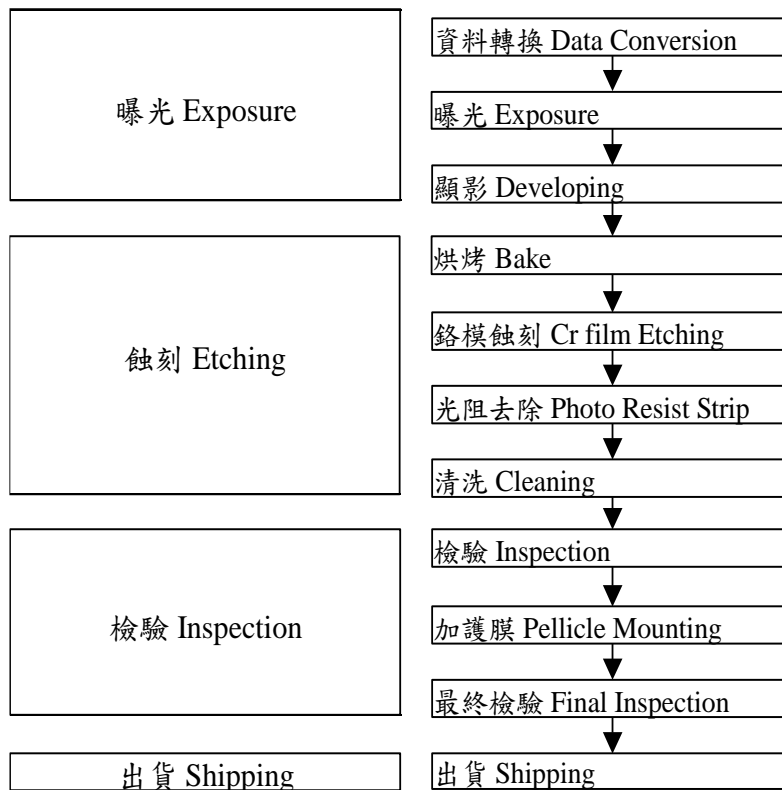 曝光 Exposure
蝕刻 Etching
檢驗 Inspection
出貨 Shipping
資料轉換 Data Conversion
曝光 Exposure
顯影 Developing
烘烤 Bake
鉻模蝕刻 Cr film Etching
光阻去除 Photo Resist Strip
清洗 Cleaning
檢驗 Inspection
加護膜 Pellicle Mounting
最終檢驗 Final Inspection
出貨 Shipping